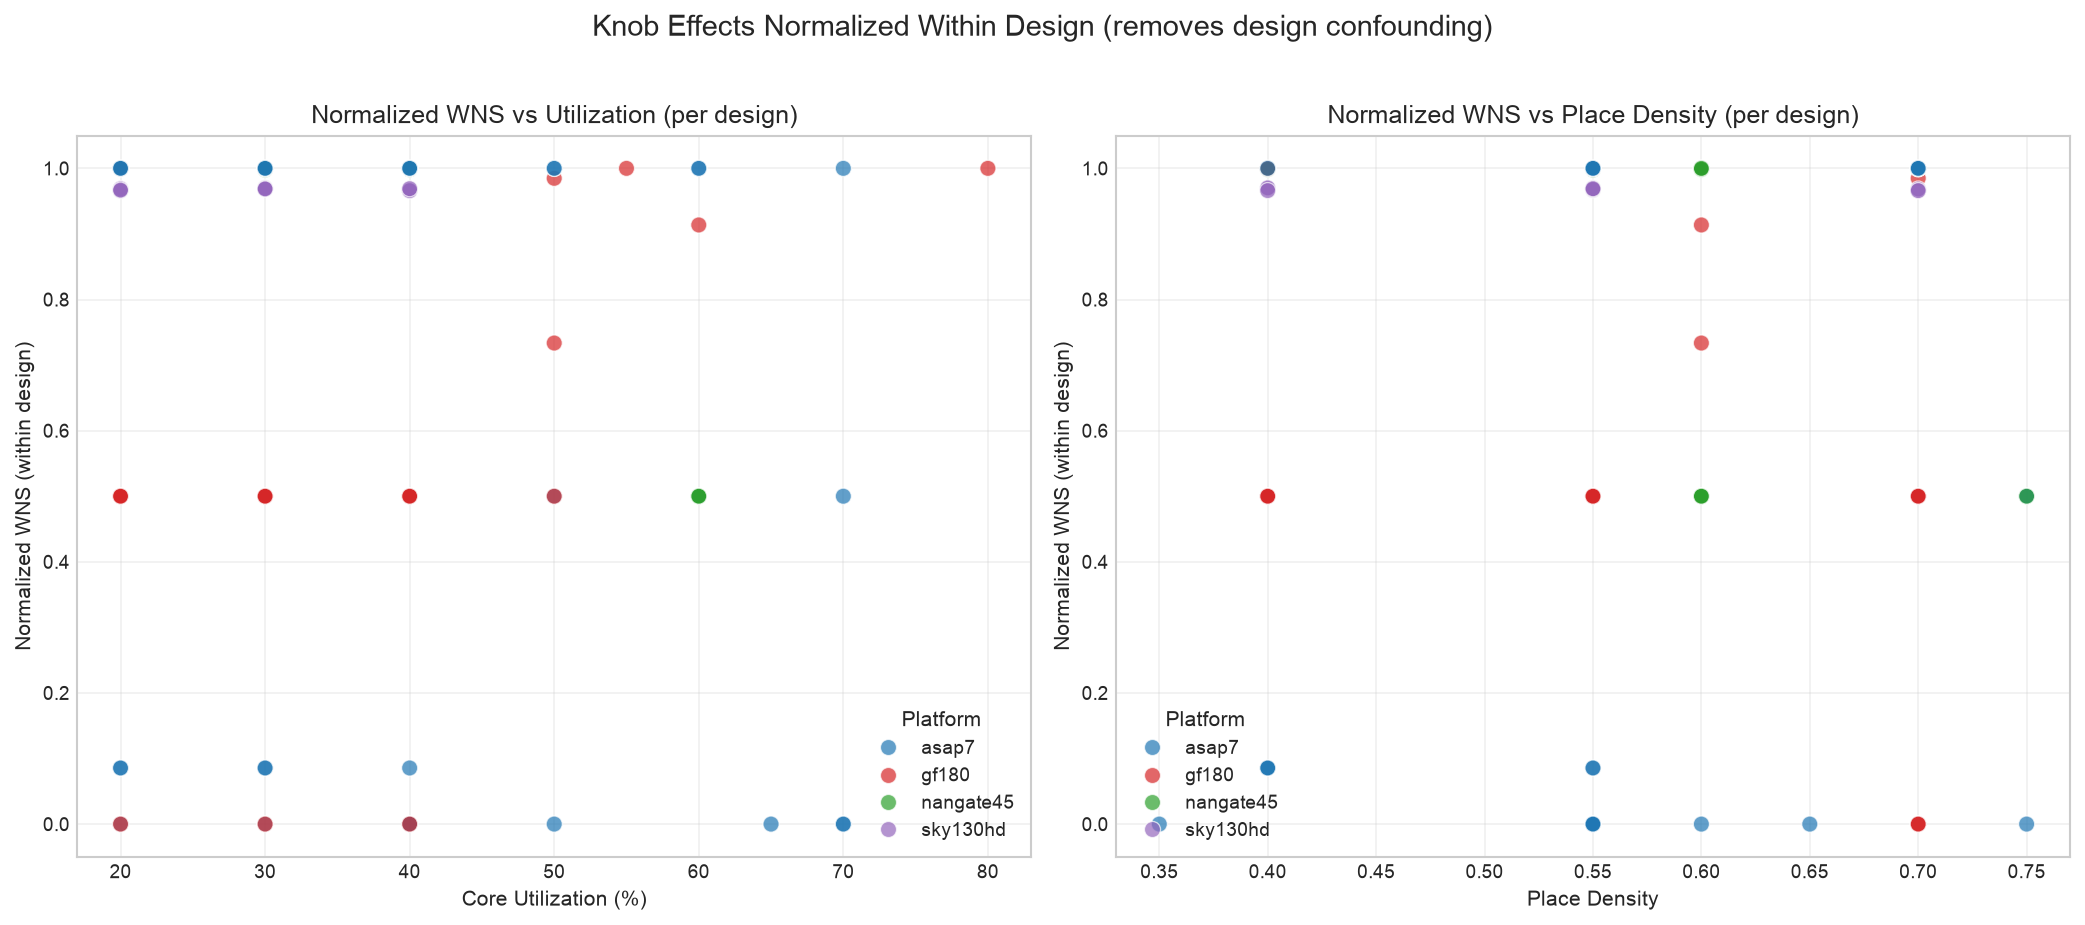 Knob Effects Normalized Within Design (removes design confounding)
Normalized WNS vs Utilization (per design)
Normalized WNS (within design)
1.0
0.8
0.6
0.4
0.2
0.0
Platform
asap7
gf180
nangate45
sky130hd
20 30 40 50 60 70 80
Core Utilization (%)
Normalized WNS vs Place Density (per design)
Normalized WNS (within design)
1.0
0.8
0.6
0.4
0.2
0.0
Platform
asap7
gf180
nangate45
sky130hd
0.35 0.40 0.45 0.50 0.55 0.60 0.65 0.70 0.75
Place Density